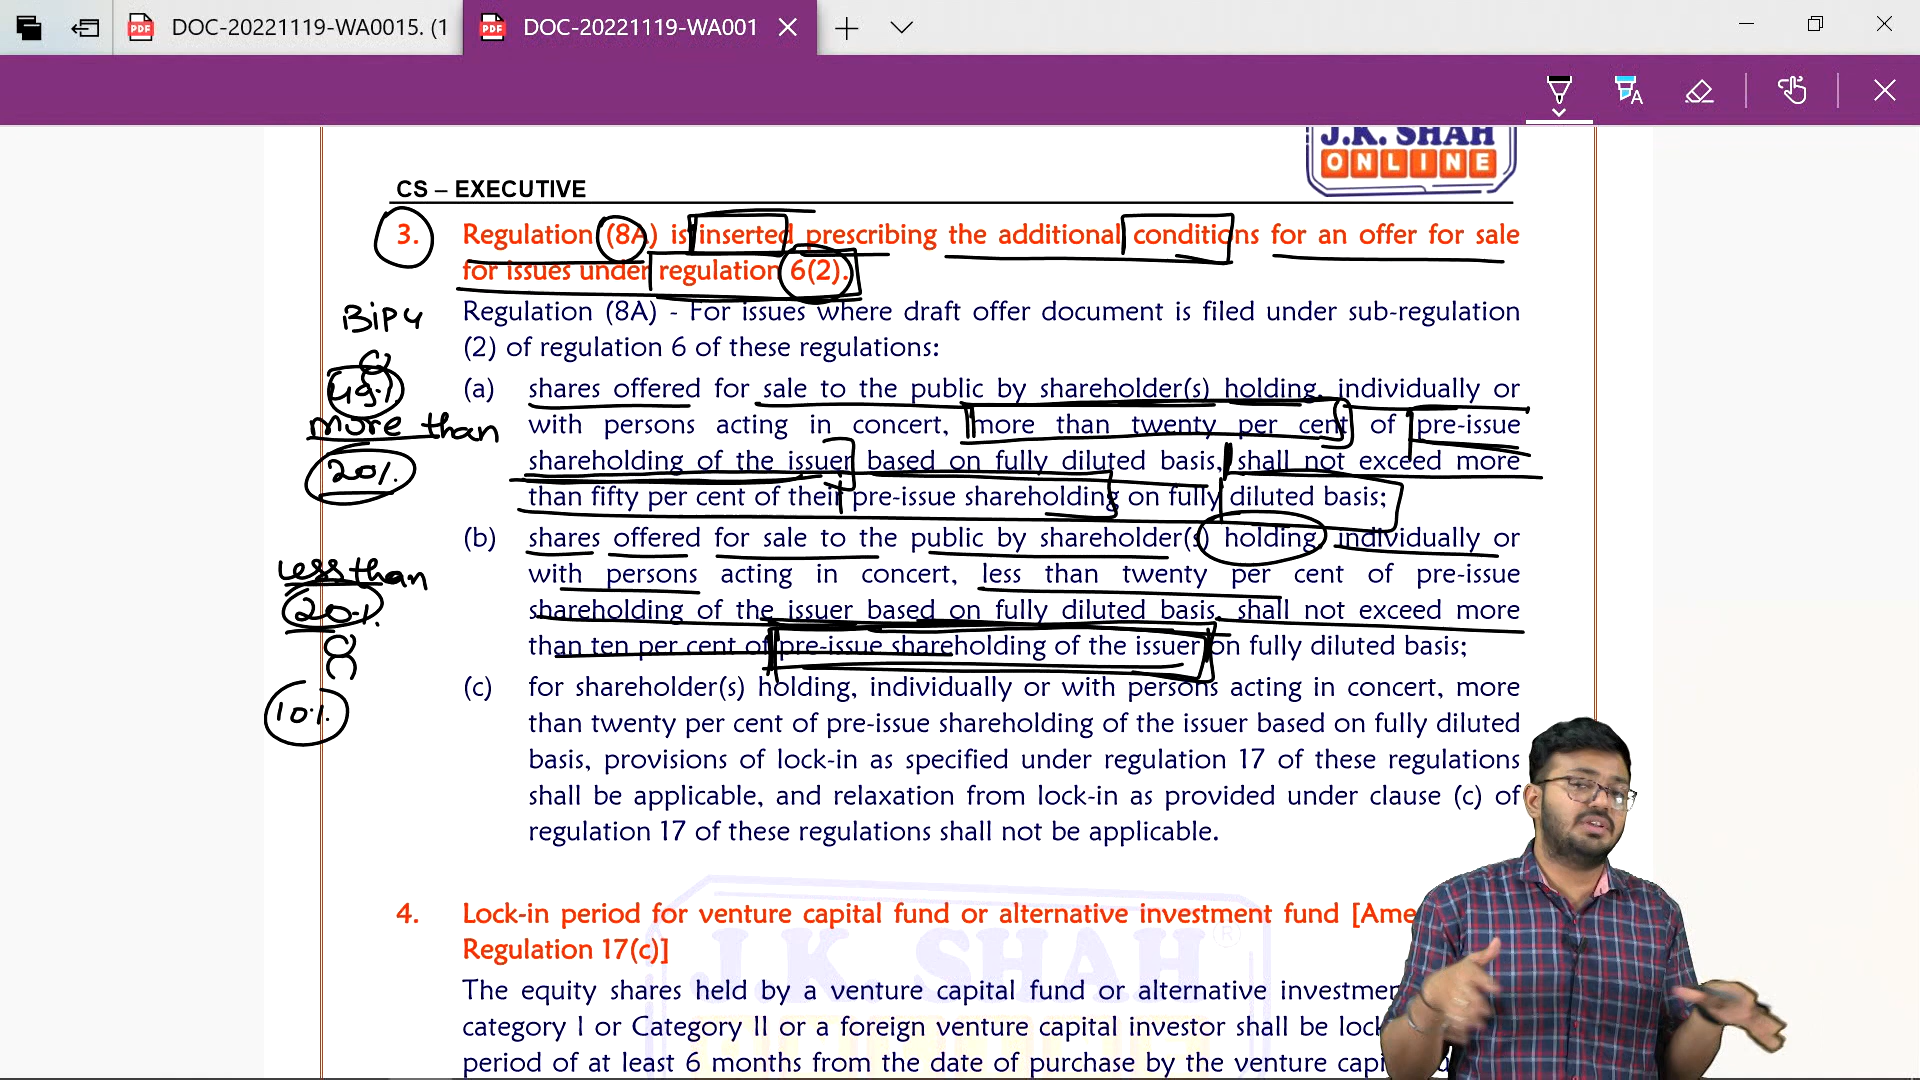 DOC-20221119-WA0015. (1
DOC-20221119-WA001
J.K. SHAH
ONLINE
CS – EXECUTIVE
3. Regulation (8A) is inserted prescribing the additional conditions for an offer for sale
for issues under regulation 6(2).
Regulation (8A) - For issues where draft offer document is filed under sub-regulation
(2) of regulation 6 of these regulations:
(a) shares offered for sale to the public by shareholder(s) holding, individually or
with persons acting in concert, more than twenty per cent of pre-issue
shareholding of the issuer based on fully diluted basis, shall not exceed more
than fifty per cent of their pre-issue shareholding on fully diluted basis;
more than
20%.
(b) shares offered for sale to the public by shareholder(s) holding, individually or
with persons acting in concert, less than twenty per cent of pre-issue
shareholding of the issuer based on fully diluted basis, shall not exceed more
than ten per cent of pre-issue shareholding of the issuer on fully diluted basis;
less than
20%.
10%.
(c) for shareholder(s) holding, individually or with persons acting in concert, more
than twenty per cent of pre-issue shareholding of the issuer based on fully diluted
basis, provisions of lock-in as specified under regulation 17 of these regulations
shall be applicable, and relaxation from lock-in as provided under clause (c) of
regulation 17 of these regulations shall not be applicable.
4. Lock-in period for venture capital fund or alternative investment fund [Ame
Regulation 17(c)]
J.K. SHAH
The equity shares held by a venture capital fund or alternative investmen
category I or Category II or a foreign venture capital investor shall be lock
period of at least 6 months from the date of purchase by the venture capi